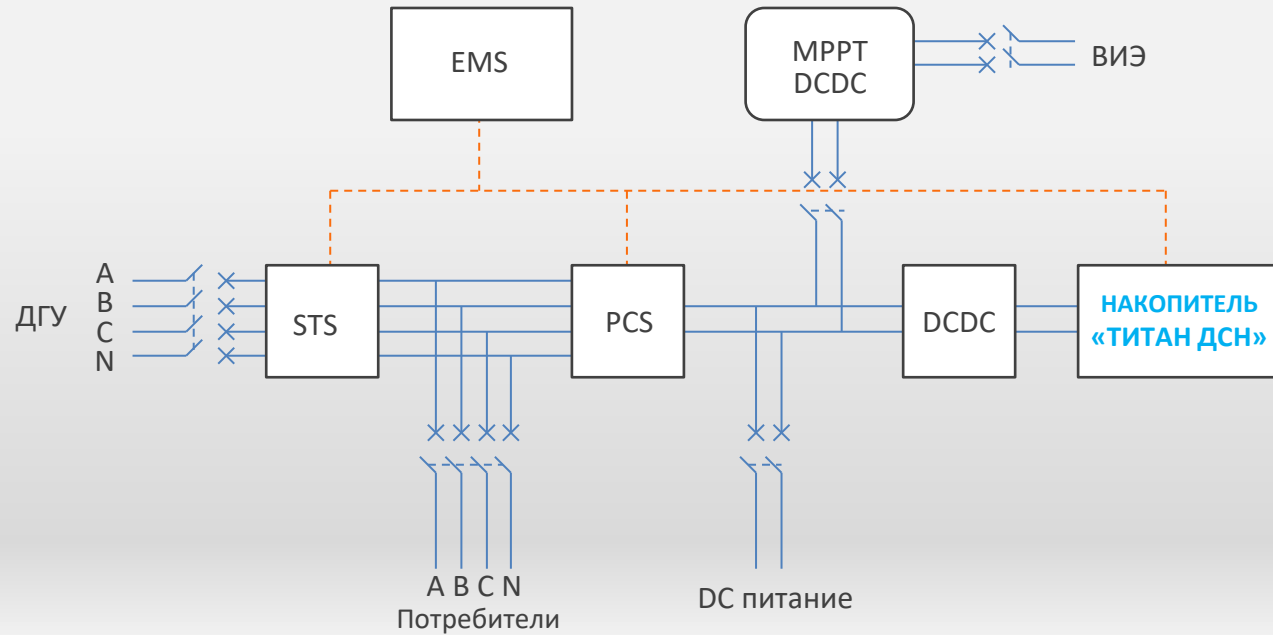 EMS
MPPT
DCDC
ВИЭ
ДГУ
A
B
C
N
STS
PCS
DCDC
НАКОПИТЕЛЬ
«ТИТАН ДСН»
A B C N
Потребители
DC питание